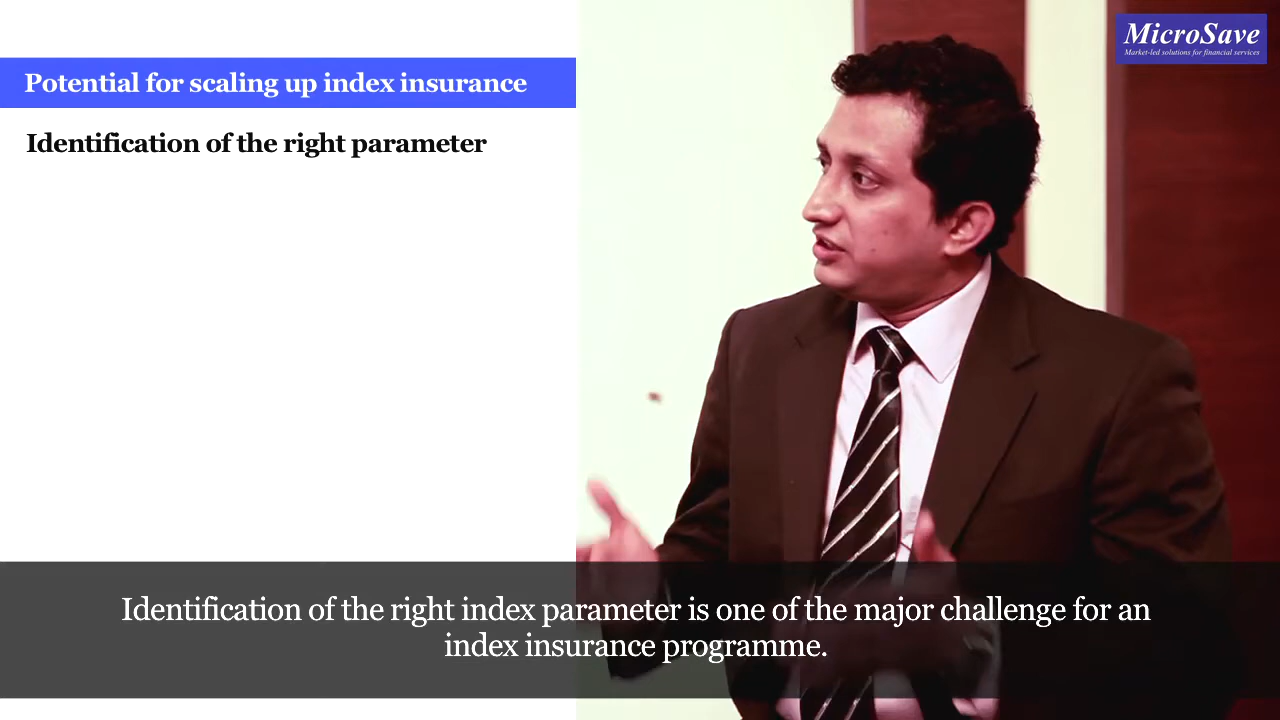 MicroSave
Market-led solutions for financial services
Potential for scaling up index insurance
Identification of the right parameter
Identification of the right index parameter is one of the major challenge for an
index insurance programme.